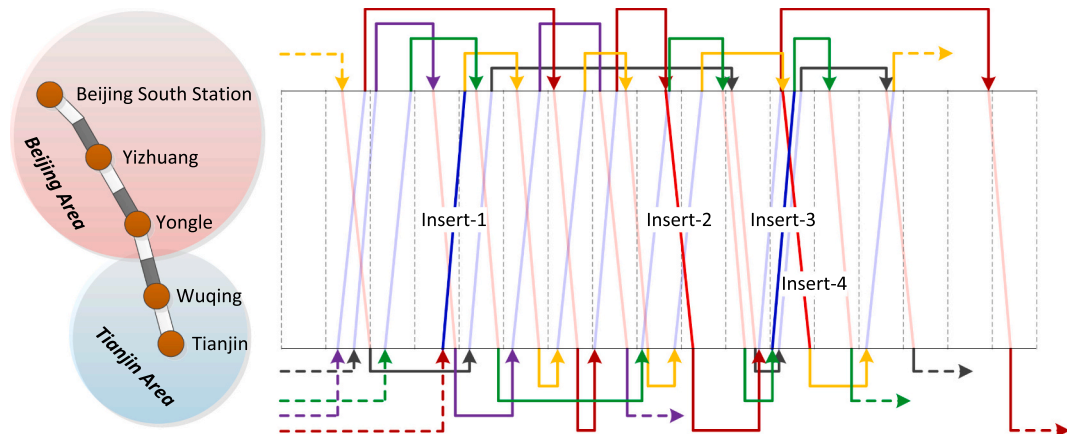 Beijing South Station
Yizhuang
Beijing Area
Yongle
Wuqing
Tianjin
Tianjin Area
Insert-1
Insert-2
Insert-3
Insert-4